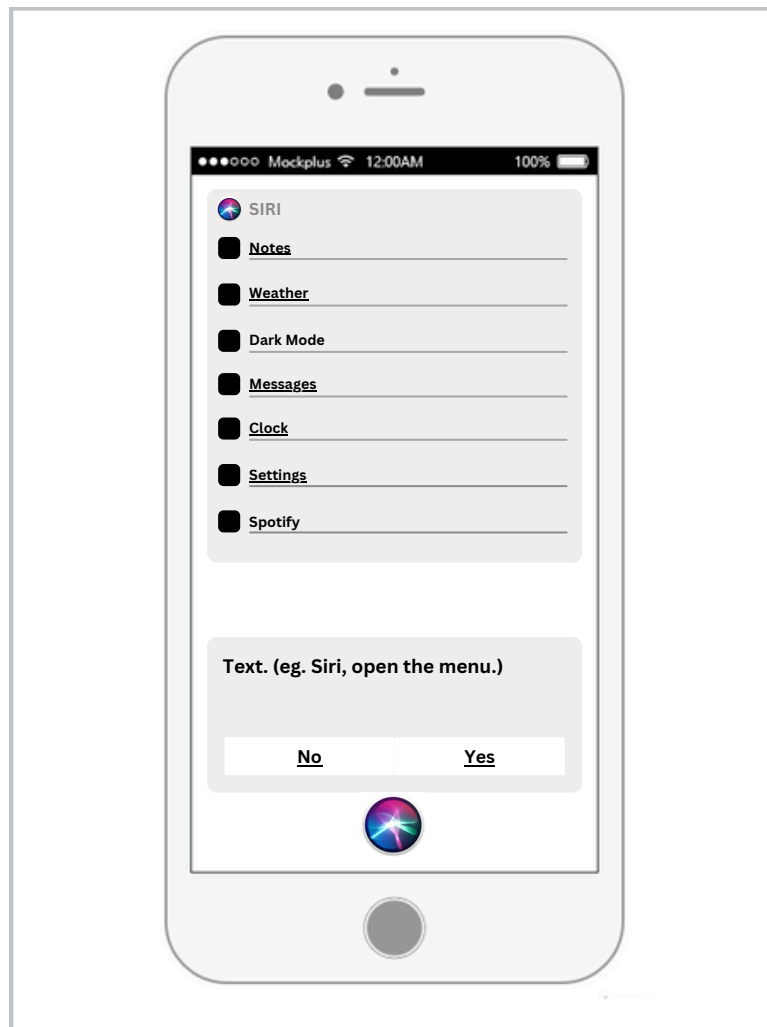 Mockplus 12:00AM 100%
SIRI
Notes
Weather
Dark Mode
Messages
Clock
Settings
Spotify
Text. (eg. Siri, open the menu.)
No Yes